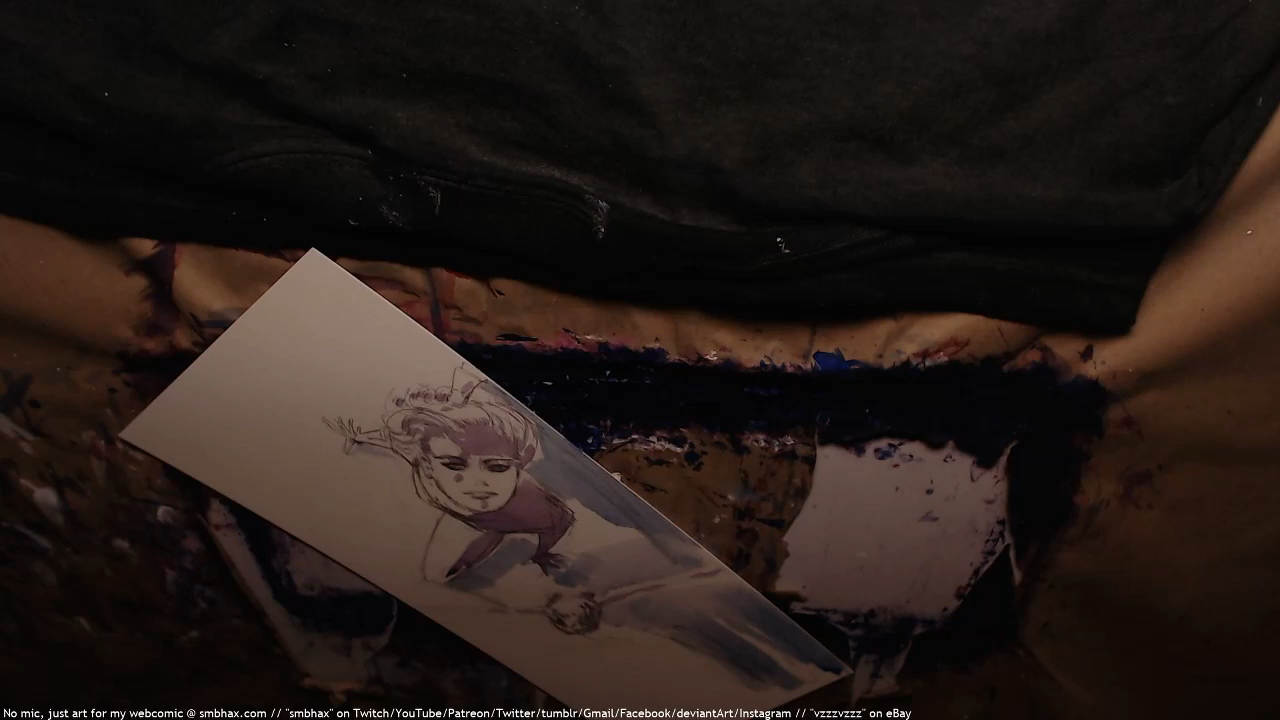 No mic, just art for my webcomic @ smbhax.com // "smbhax" on Twitch/YouTube/Patreon/Twitter/tumblr/Gmail/Facebook/deviantArt/Instagram // "vzzzvzzz" on eBay